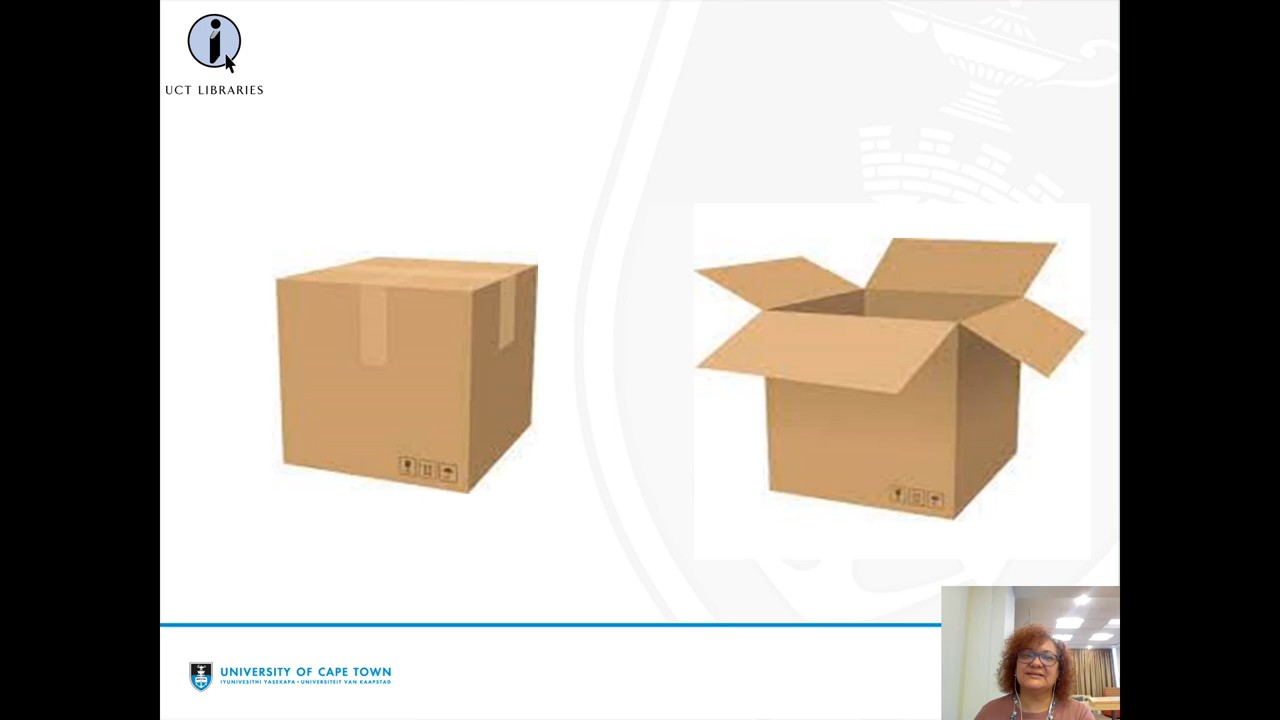 UCT LIBRARIES
UNIVERSITY OF CAPE TOWN
IYUNIVESITHI YASEKAPA • UNIVERSITEIT VAN KAAPSTAD